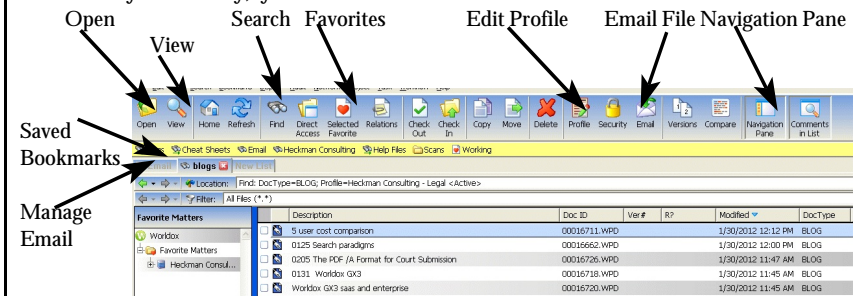 Open
View
Search
Favorites
Edit Profile
Email File
Navigation Pane
Open View Home Refresh Find Direct Access Selected Favorite Relations Check Out Check In Copy Move Delete Profile Security Email Versions Compare Navigation Pane Comments in List
Saved
Bookmarks
Cheat Sheets Email Heckman Consulting Help Files Scans Working
blogs New List
Location: Find: DocType=BLOG; Profile=Heckman Consulting - Legal <Active>
Filter: All Files (*.*)
Manage
Email
Favorite Matters
Worldox
Favorite Matters
Heckman Consul...
Description Doc ID Ver# R? Modified DocType
5 user cost comparison 00016711.WPD 1/30/2012 12:12 PM BLOG
0125 Search paradigms 00016662.WPD 1/30/2012 12:00 PM BLOG
0205 The PDF /A Format for Court Submission 00016726.WPD 1/30/2012 11:47 AM BLOG
0131 Worldox GX3 00016718.WPD 1/30/2012 11:45 AM BLOG
Worldox GX3 saas and enterprise 00016720.WPD 1/30/2012 11:45 AM BLOG